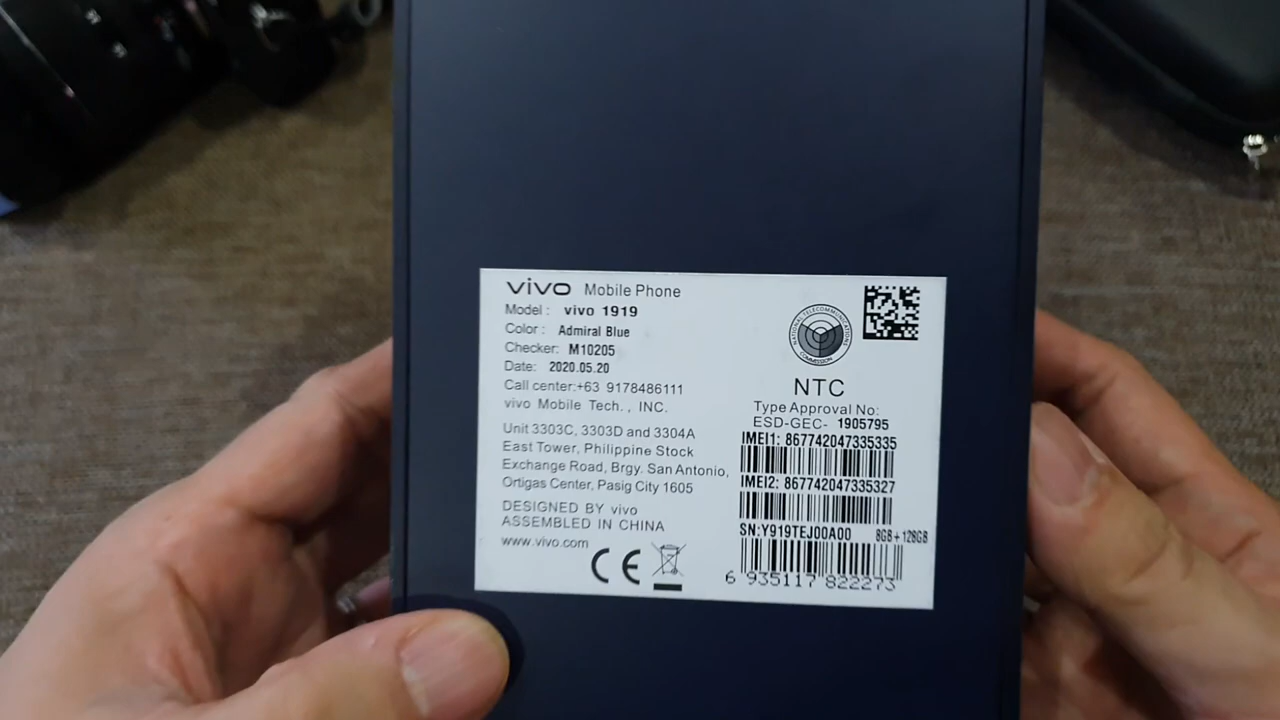 vivo Mobile Phone
Model : vivo 1919
Color : Admiral Blue
Checker: M10205
Date: 2020.05.20
Call center:+63 9178486111
vivo Mobile Tech. , INC.
Unit 3303C, 3303D and 3304A
East Tower, Philippine Stock
Exchange Road, Brgy. San Antonio,
Ortigas Center, Pasig City 1605
DESIGNED BY vivo
ASSEMBLED IN CHINA
www.vivo.com
CE
NATIONAL TELECOMMUNICATIONS
COMMISSION
NTC
Type Approval No:
ESD-GEC- 1905795
IMEI1: 867742047335335
IMEI2: 867742047335327
SN:Y919TEJ00A00 8GB+128GB
6 935117 822273